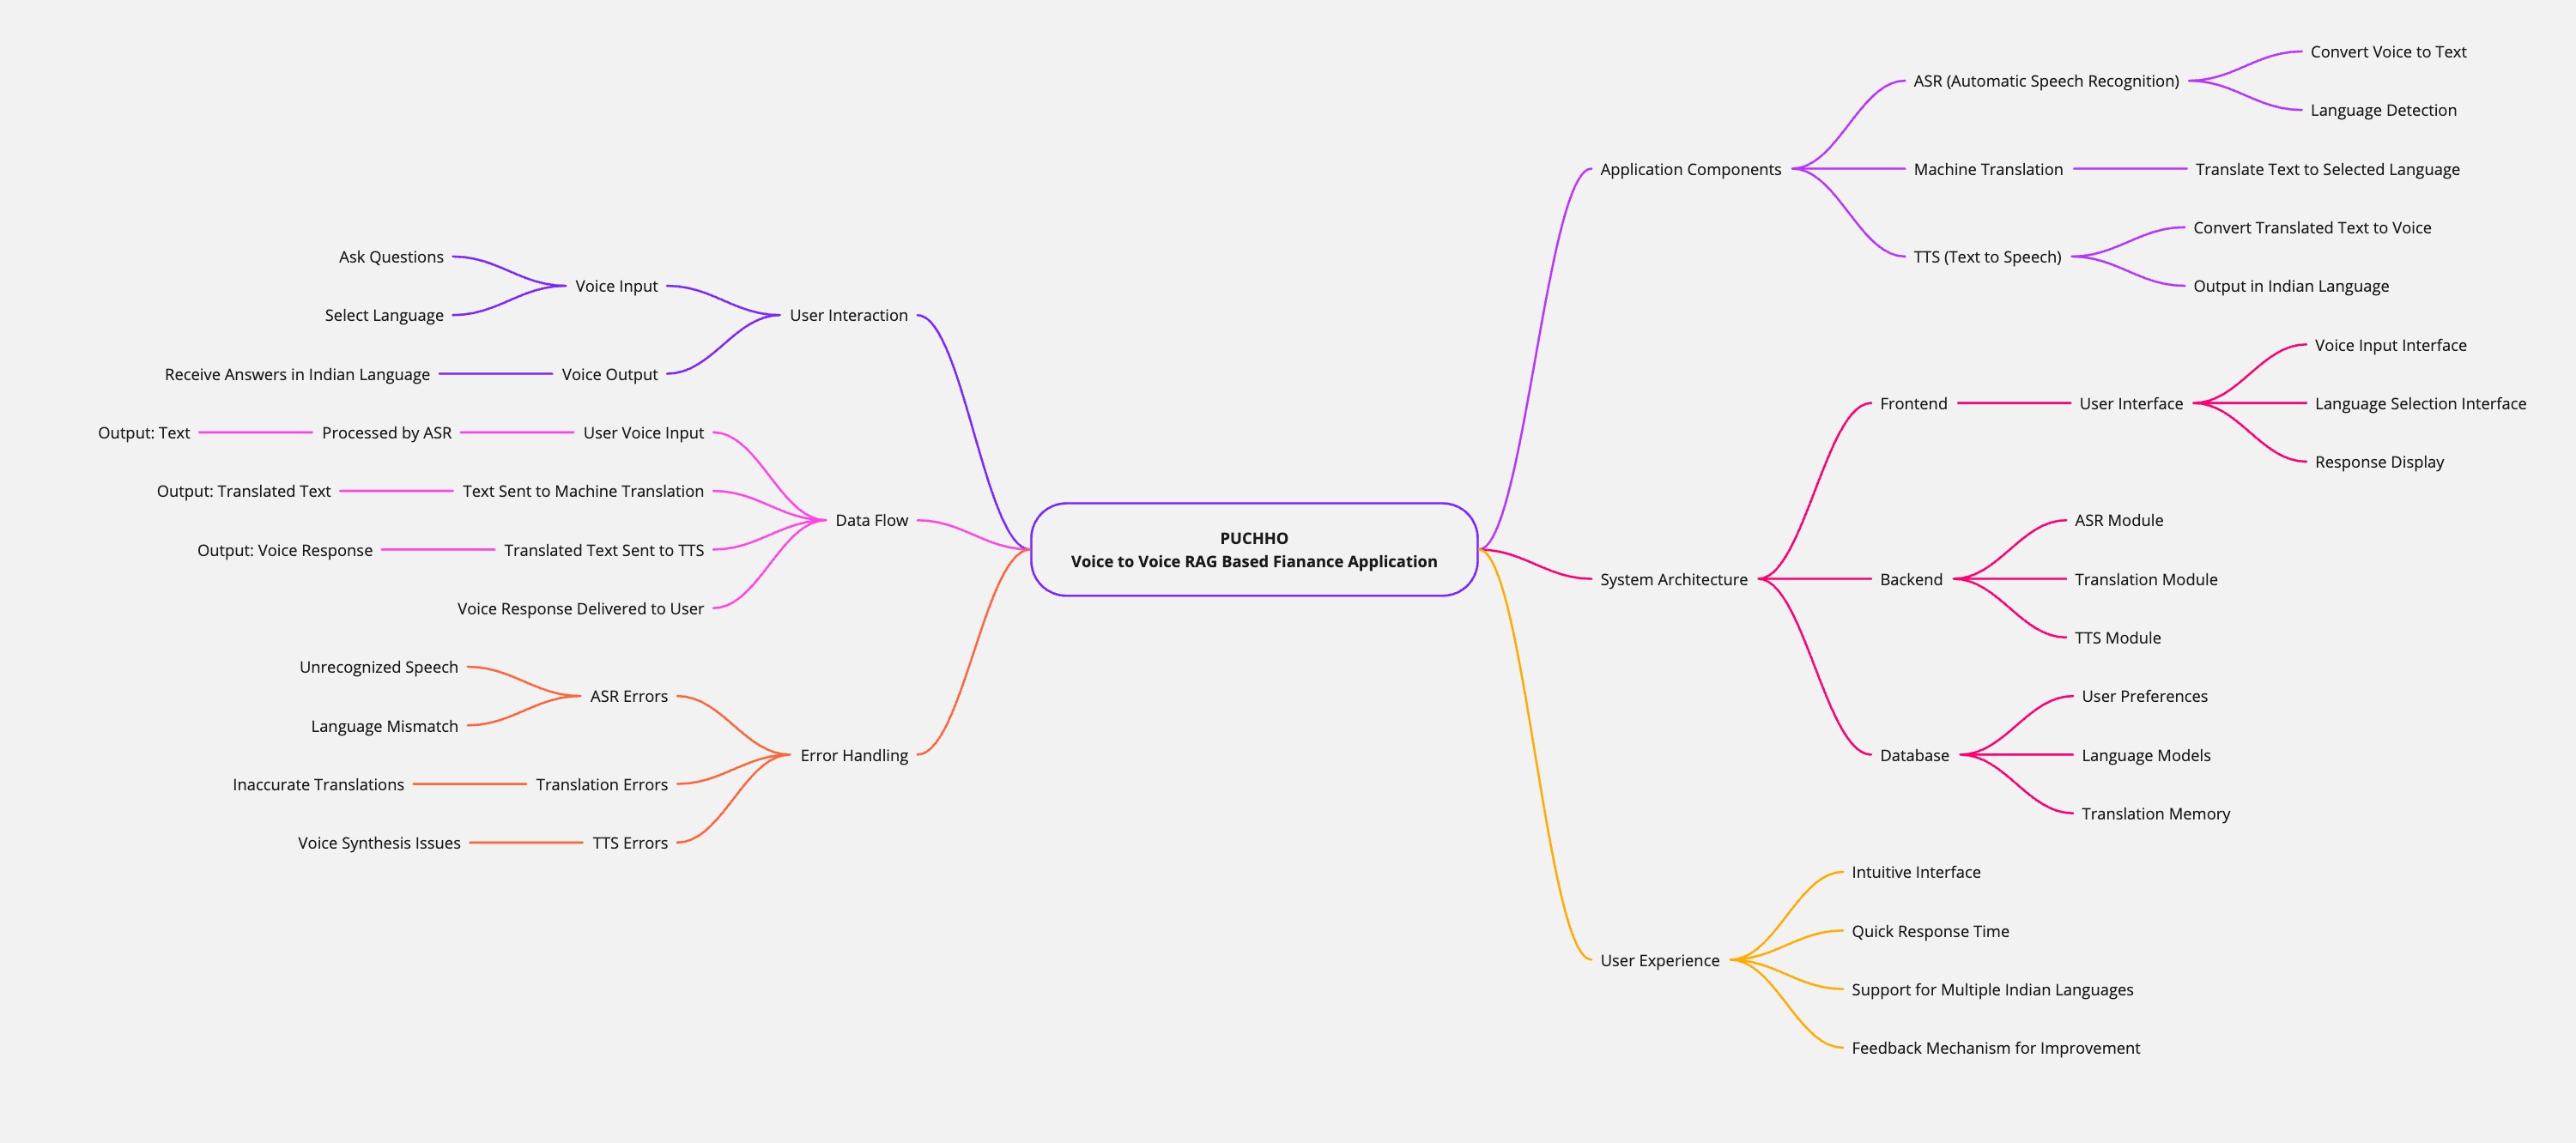 PUCHHO
Voice to Voice RAG Based Fianance Application
User Interaction
Voice Input
Ask Questions
Select Language
Voice Output
Receive Answers in Indian Language
Data Flow
User Voice Input
Processed by ASR
Output: Text
Text Sent to Machine Translation
Output: Translated Text
Translated Text Sent to TTS
Output: Voice Response
Voice Response Delivered to User
Error Handling
ASR Errors
Unrecognized Speech
Language Mismatch
Translation Errors
Inaccurate Translations
TTS Errors
Voice Synthesis Issues
Application Components
ASR (Automatic Speech Recognition)
Convert Voice to Text
Language Detection
Machine Translation
Translate Text to Selected Language
TTS (Text to Speech)
Convert Translated Text to Voice
Output in Indian Language
System Architecture
Frontend
User Interface
Voice Input Interface
Language Selection Interface
Response Display
Backend
ASR Module
Translation Module
TTS Module
Database
User Preferences
Language Models
Translation Memory
User Experience
Intuitive Interface
Quick Response Time
Support for Multiple Indian Languages
Feedback Mechanism for Improvement